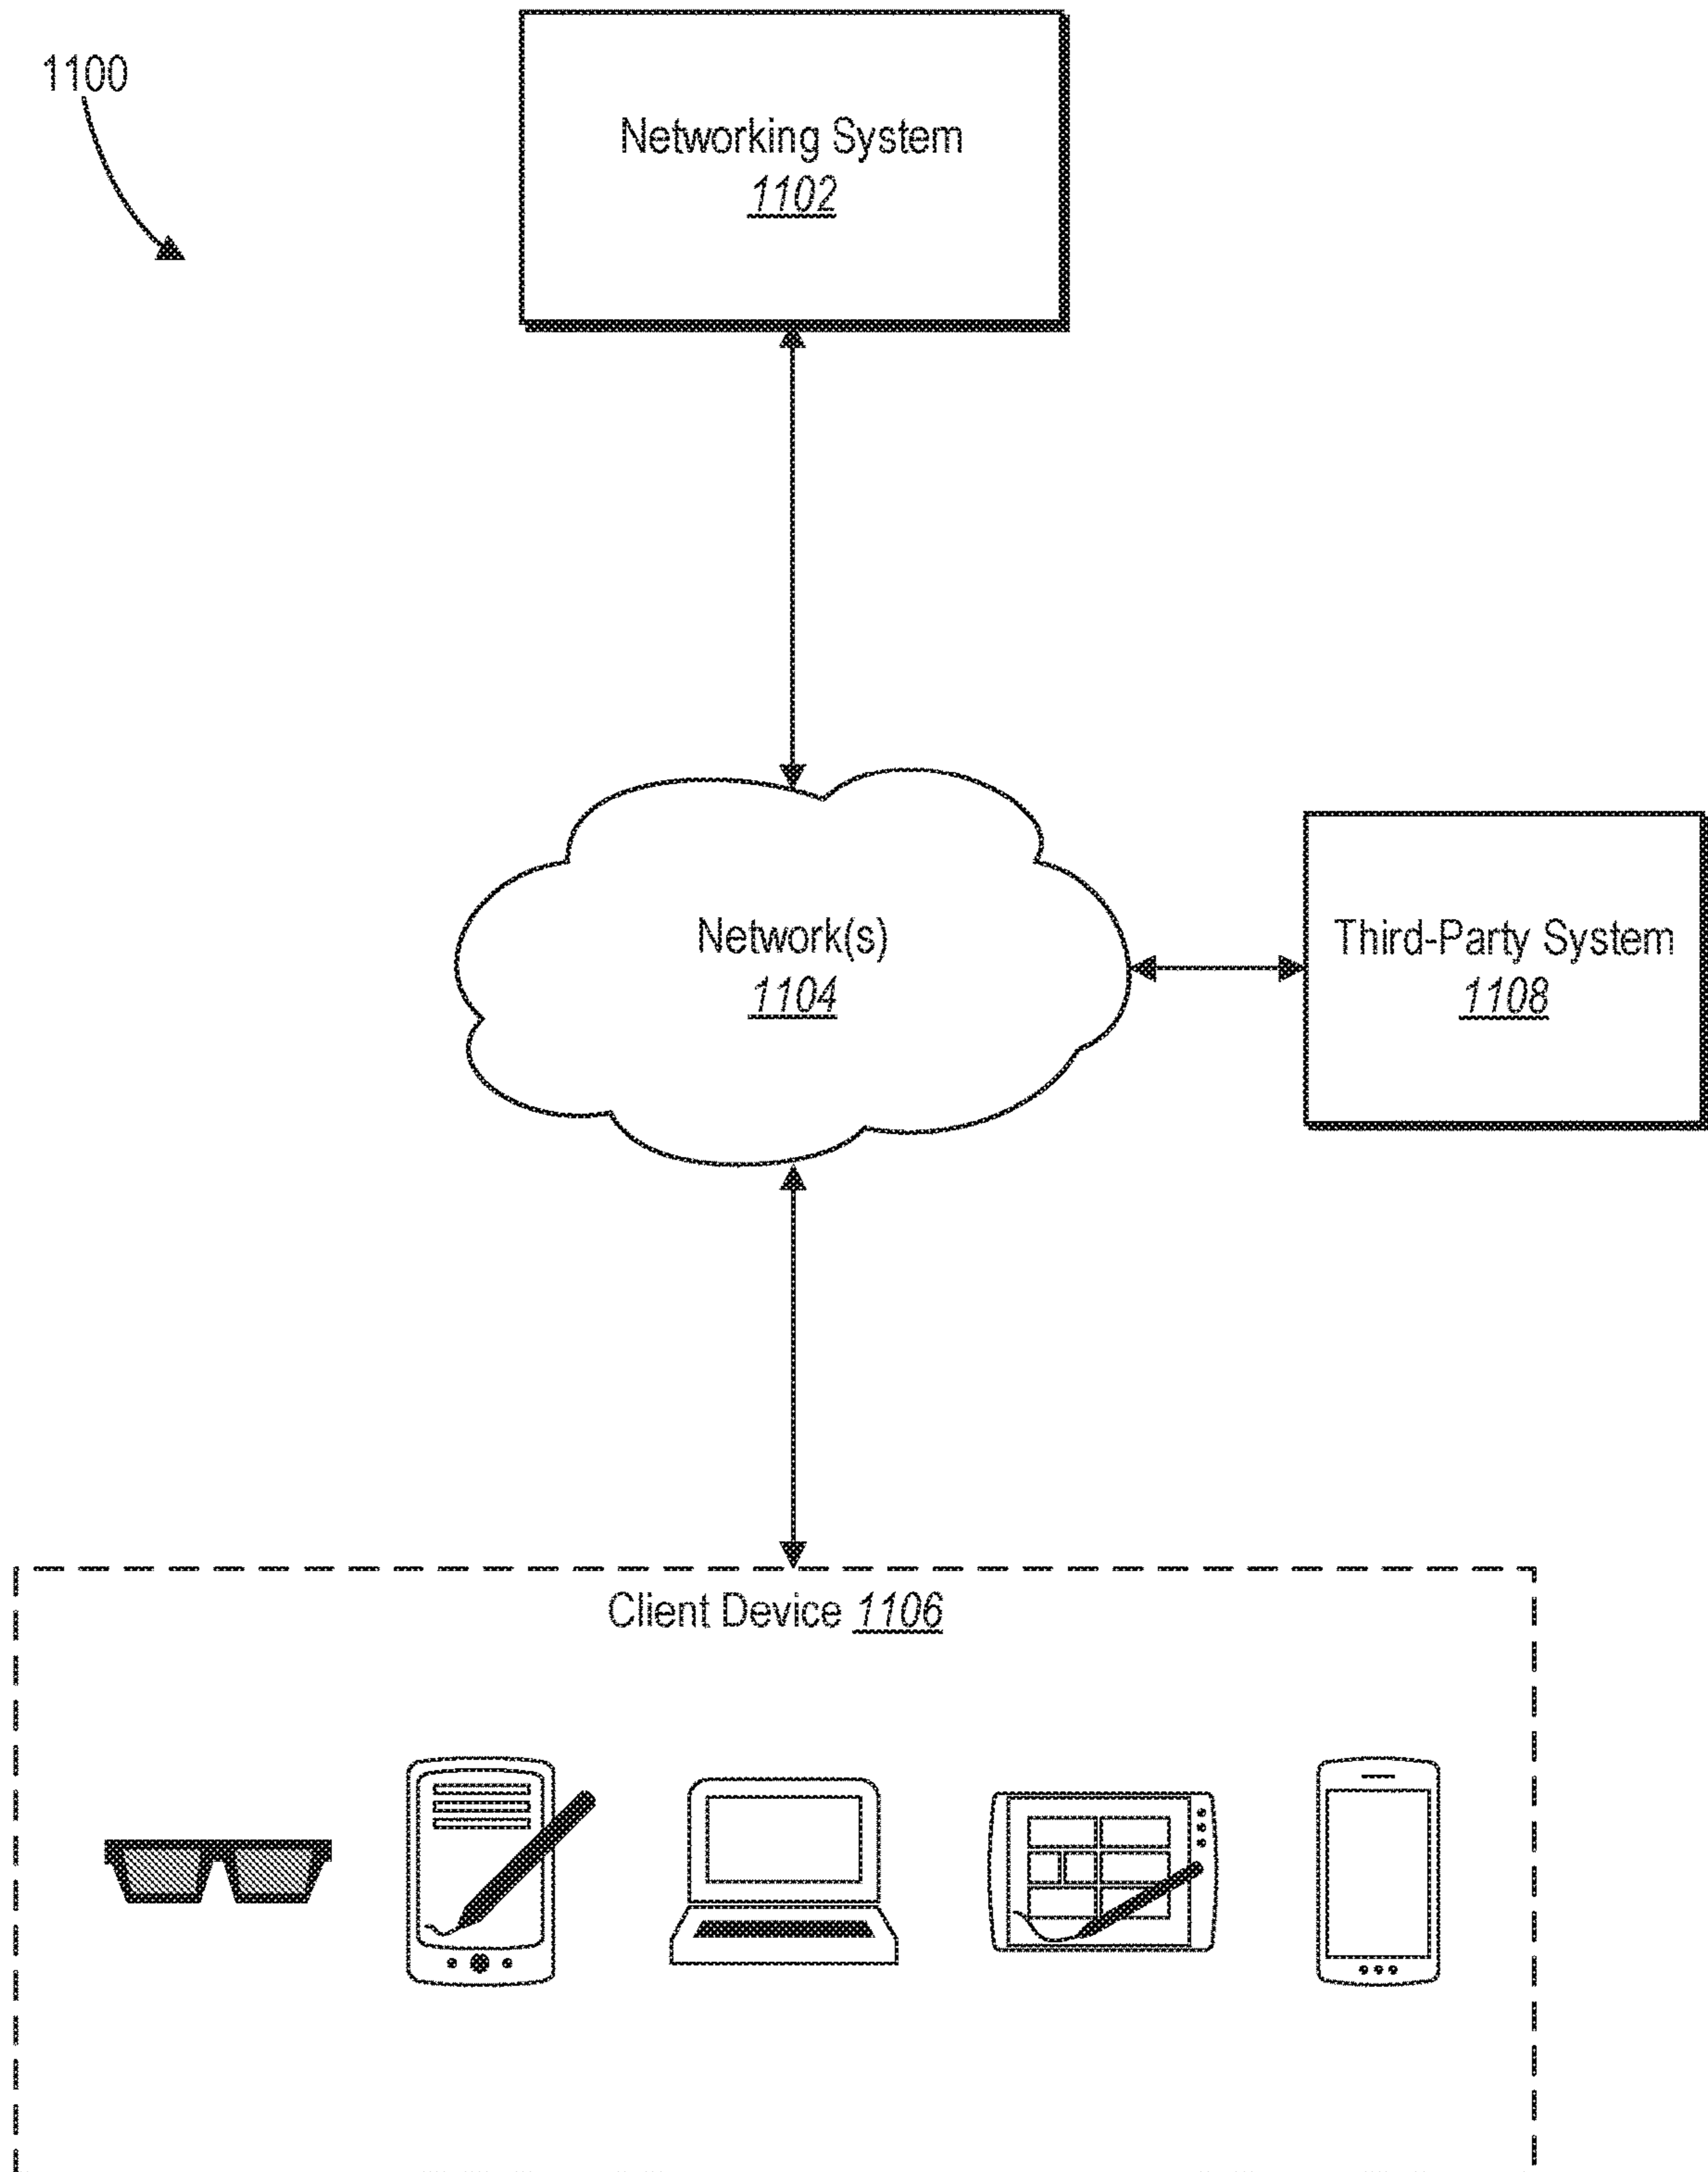 1100
Networking System
1102
Network(s)
1104
Third-Party System
1108
Client Device 1106